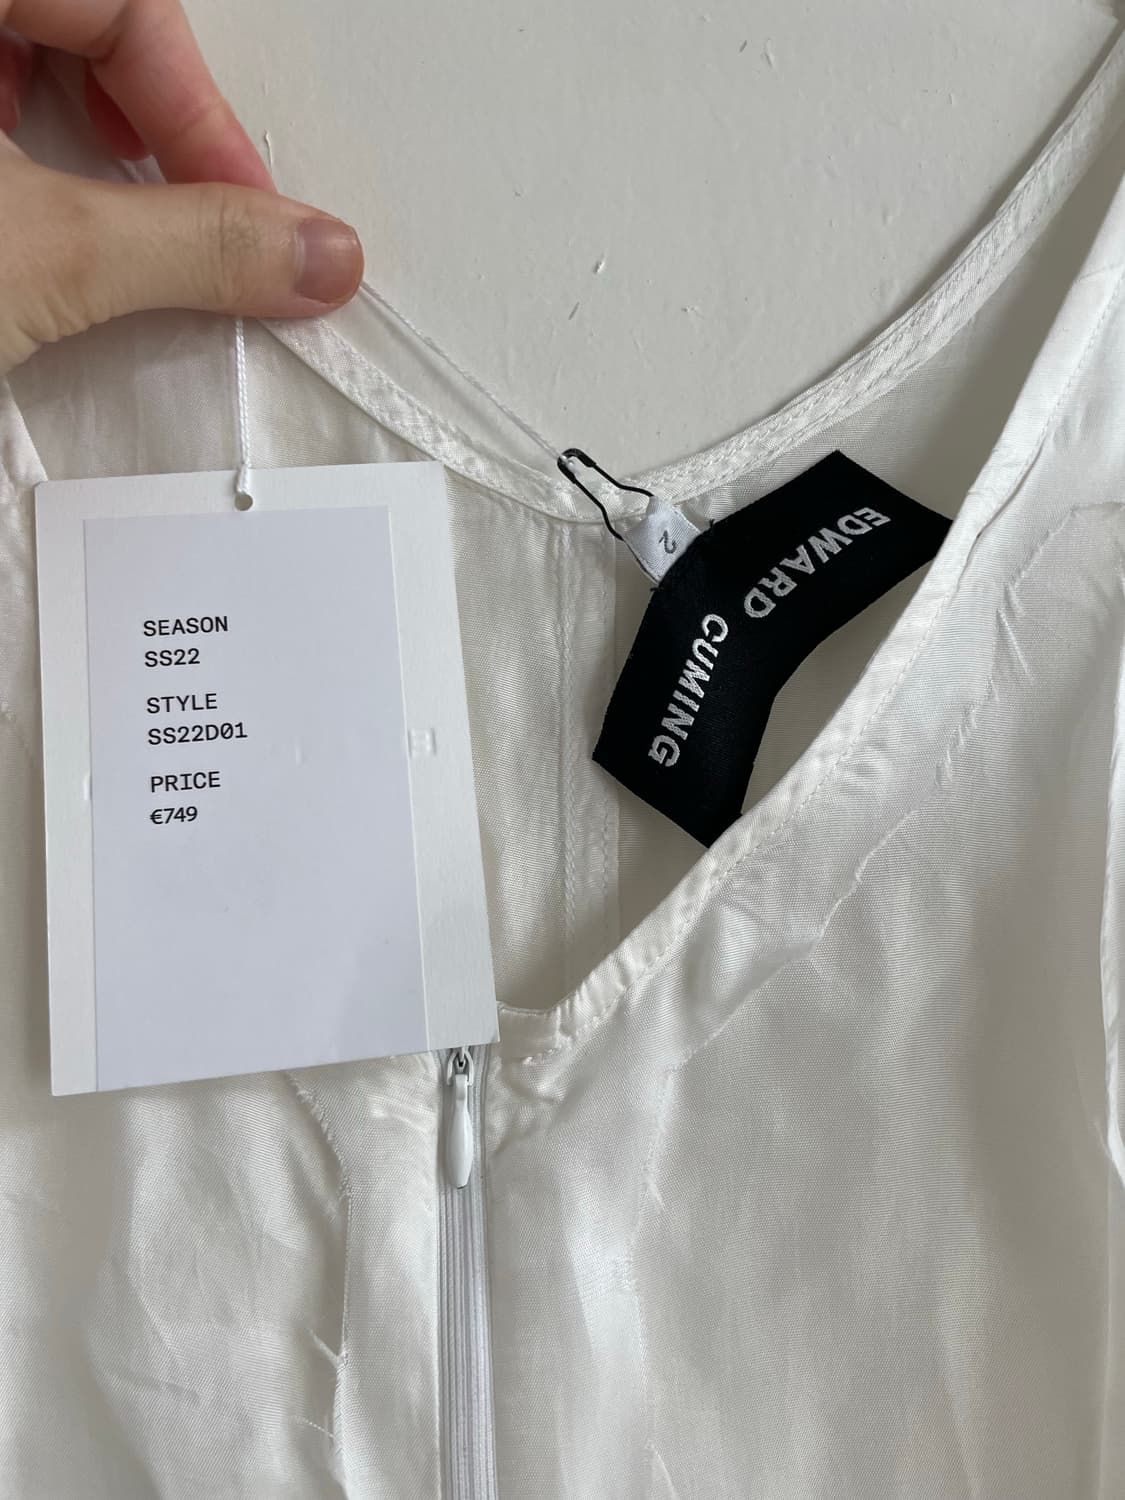 SEASON
SS22
STYLE
SS22D01
PRICE
€749
2
EDWARD CUMING